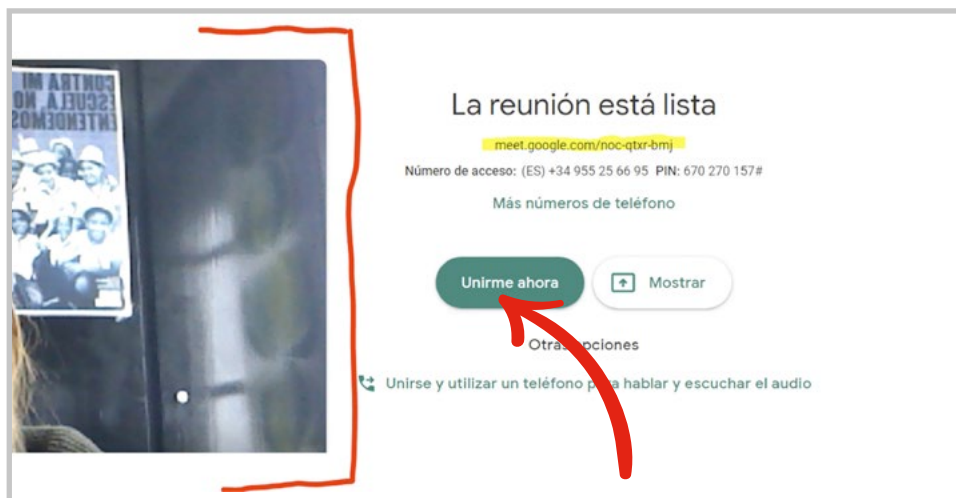 CONTRA MI
ESCUELA, NO
ENTENDEMOS
La reunión está lista
meet.google.com/noc-qtxr-bmj
Número de acceso: (ES) +34 955 25 66 95 PIN: 670 270 157#
Más números de teléfono
Unirme ahora
Mostrar
Otras opciones
Unirse y utilizar un teléfono para hablar y escuchar el audio